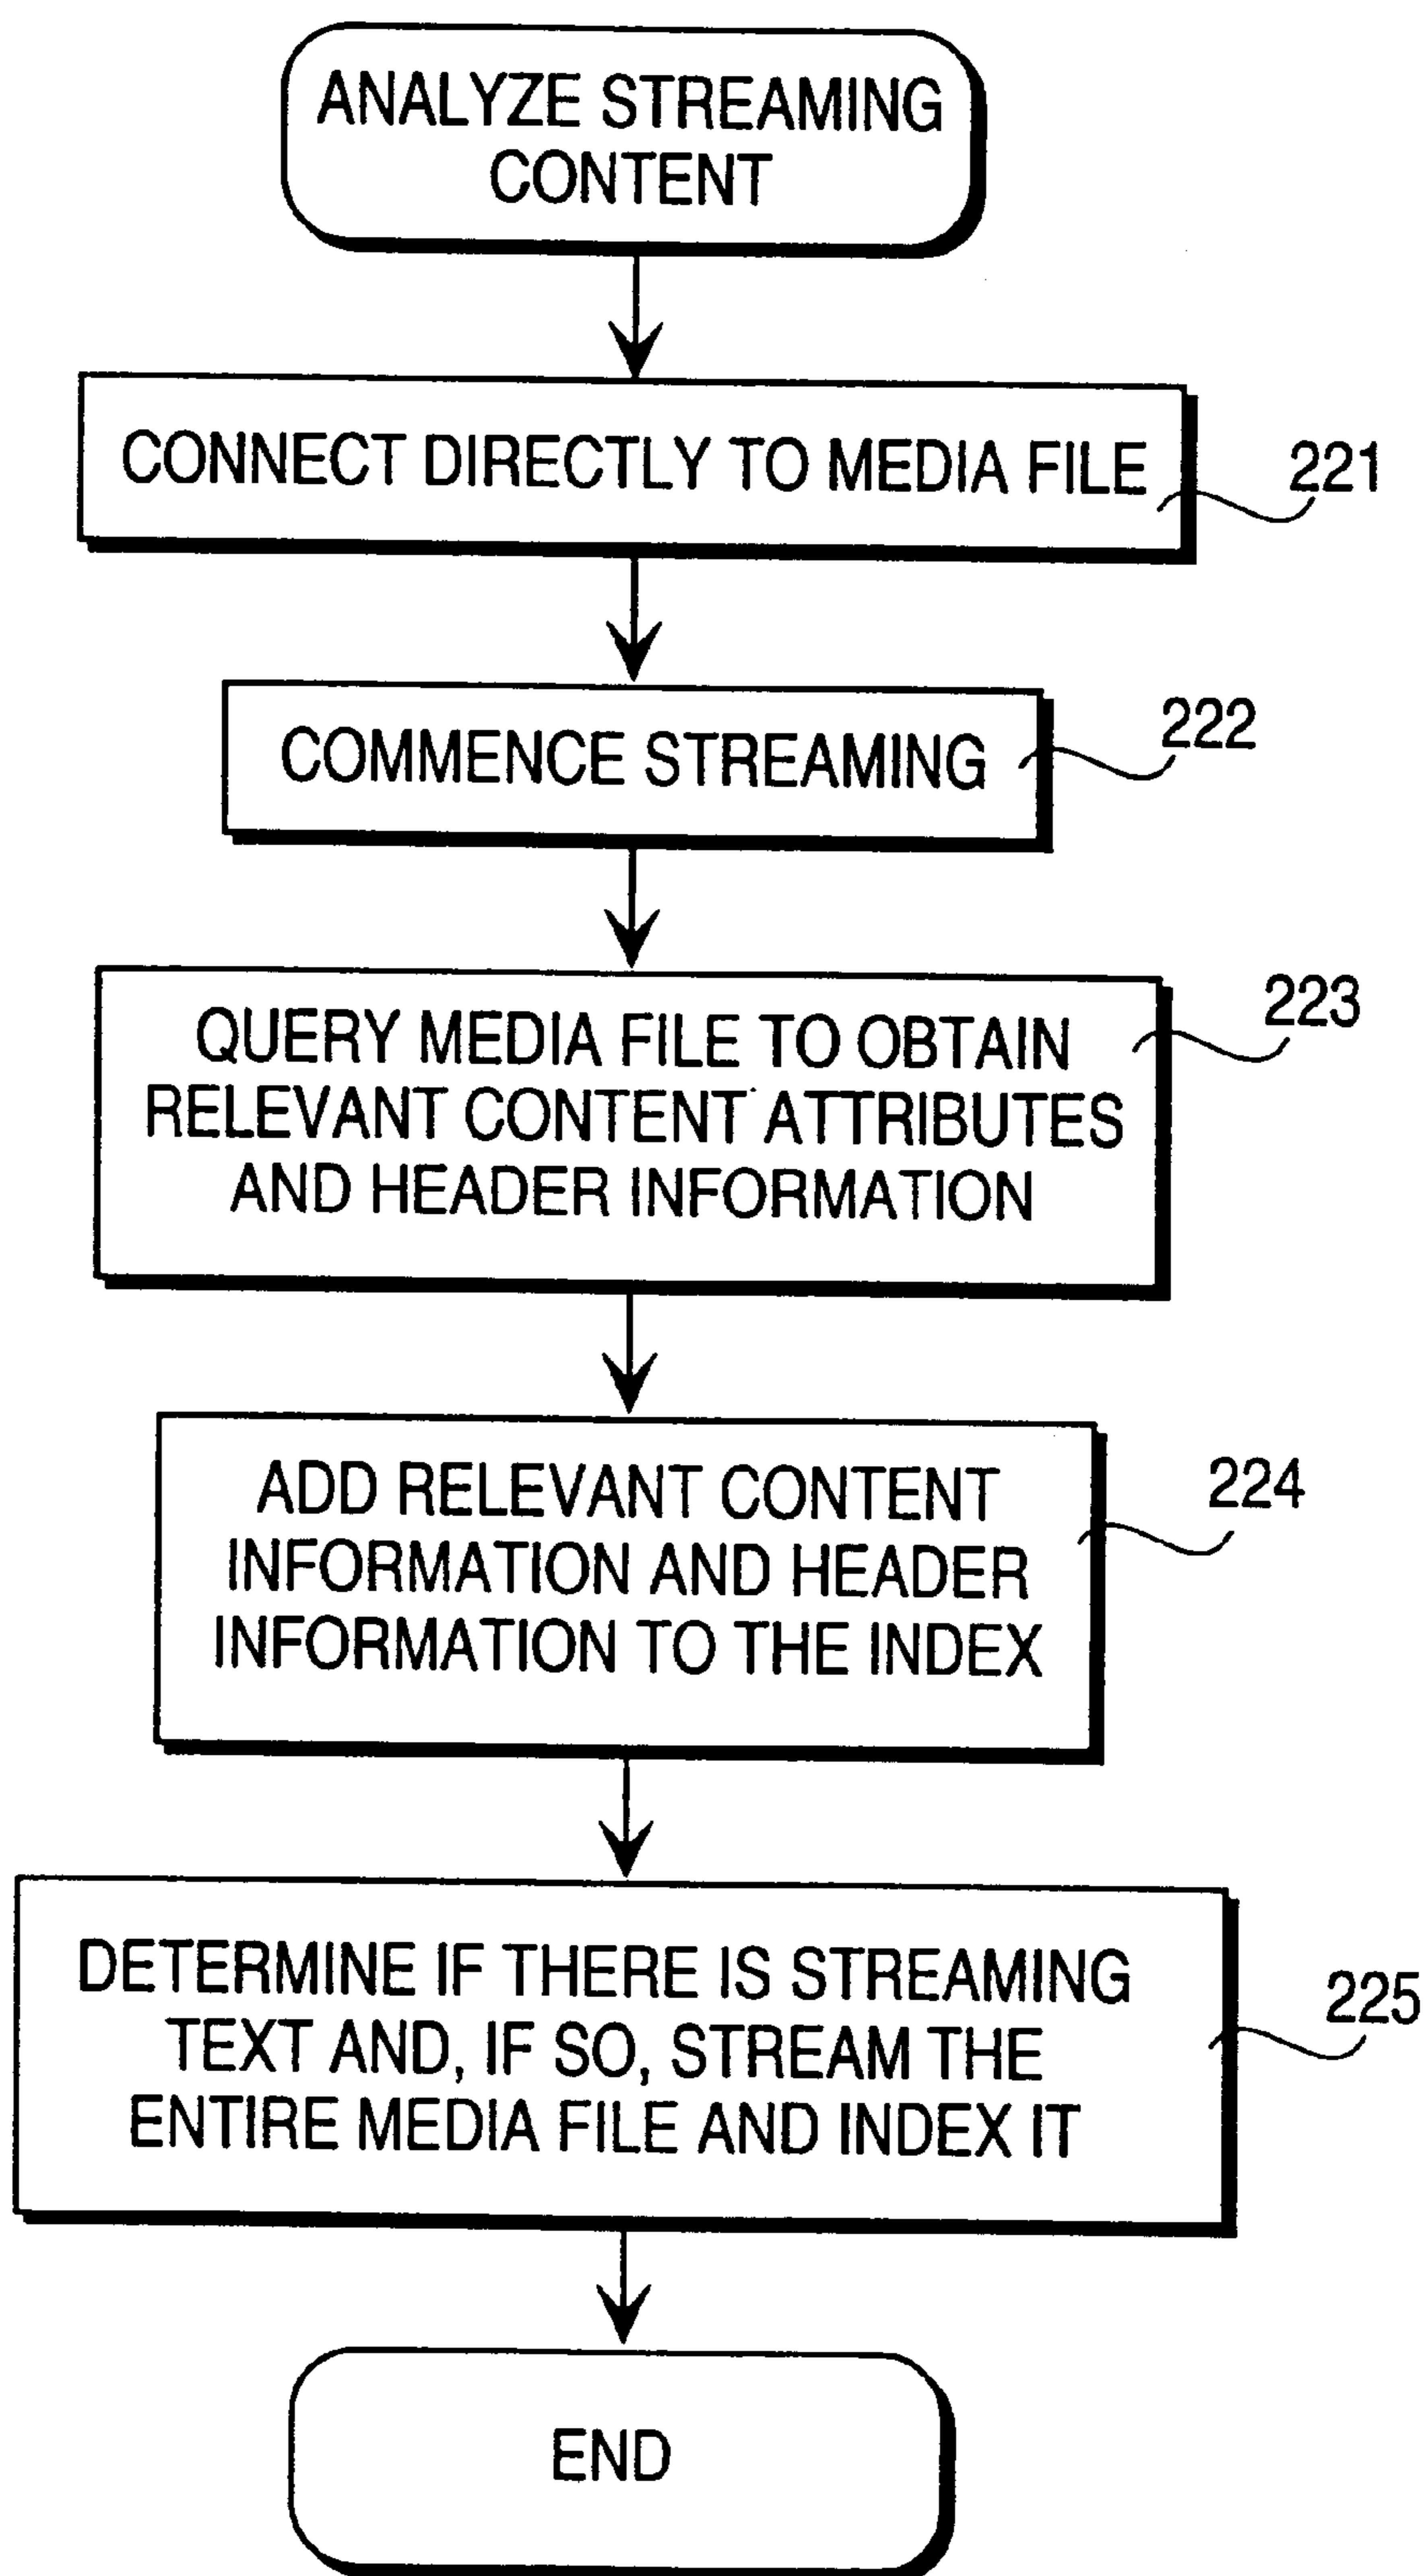 ANALYZE STREAMING
CONTENT
CONNECT DIRECTLY TO MEDIA FILE
221
COMMENCE STREAMING
222
QUERY MEDIA FILE TO OBTAIN
RELEVANT CONTENT ATTRIBUTES
AND HEADER INFORMATION
223
ADD RELEVANT CONTENT
INFORMATION AND HEADER
INFORMATION TO THE INDEX
224
DETERMINE IF THERE IS STREAMING
TEXT AND, IF SO, STREAM THE
ENTIRE MEDIA FILE AND INDEX IT
225
END